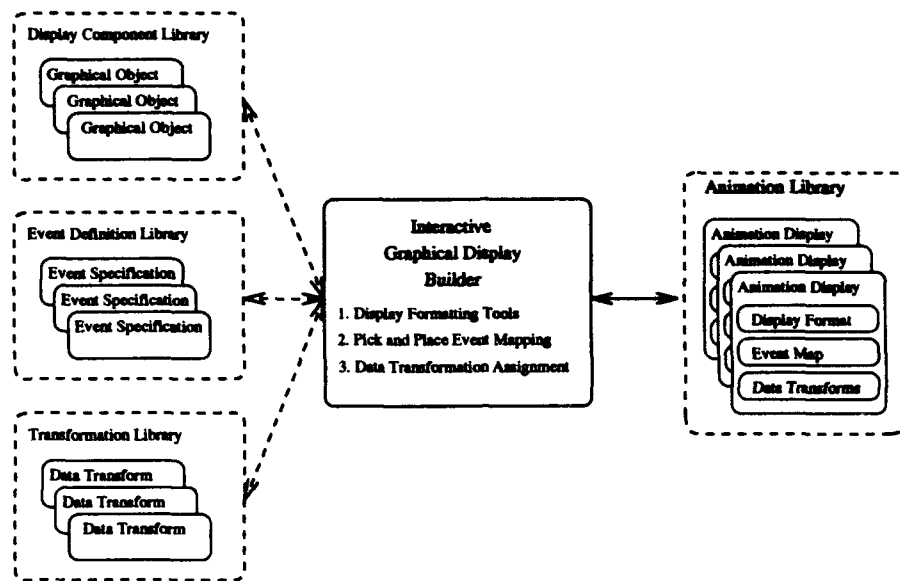 Display Component Library
Graphical Object
Graphical Object
Graphical Object
Event Definition Library
Event Specification
Event Specification
Event Specification
Transformation Library
Data Transform
Data Transform
Data Transform
Interactive
Graphical Display
Builder
1. Display Formatting Tools
2. Pick and Place Event Mapping
3. Data Transformation Assignment
Animation Library
Animation Display
Animation Display
Animation Display
Display Format
Event Map
Data Transforms